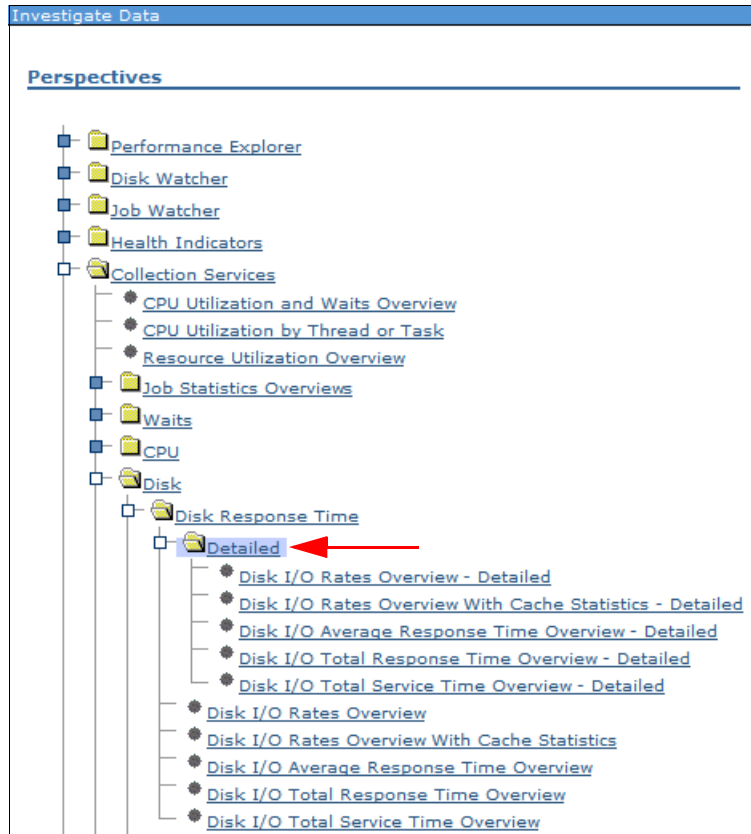 Investigate Data
Perspectives
Performance Explorer
Disk Watcher
Job Watcher
Health Indicators
Collection Services
CPU Utilization and Waits Overview
CPU Utilization by Thread or Task
Resource Utilization Overview
Job Statistics Overviews
Waits
CPU
Disk
Disk Response Time
Detailed
Disk I/O Rates Overview - Detailed
Disk I/O Rates Overview With Cache Statistics - Detailed
Disk I/O Average Response Time Overview - Detailed
Disk I/O Total Response Time Overview - Detailed
Disk I/O Total Service Time Overview - Detailed
Disk I/O Rates Overview
Disk I/O Rates Overview With Cache Statistics
Disk I/O Average Response Time Overview
Disk I/O Total Response Time Overview
Disk I/O Total Service Time Overview